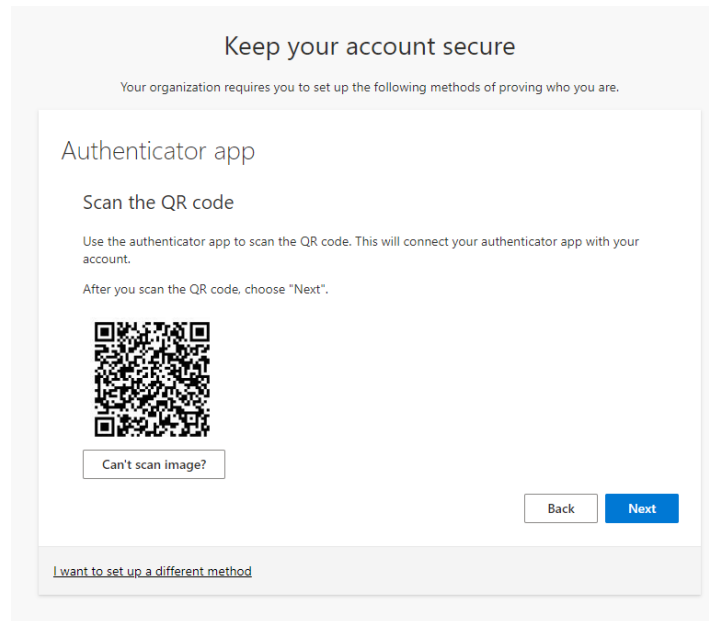 Keep your account secure
Your organization requires you to set up the following methods of proving who you are.
Authenticator app
Scan the QR code
Use the authenticator app to scan the QR code. This will connect your authenticator app with your
account.
After you scan the QR code, choose "Next".
Can't scan image?
Back
Next
I want to set up a different method